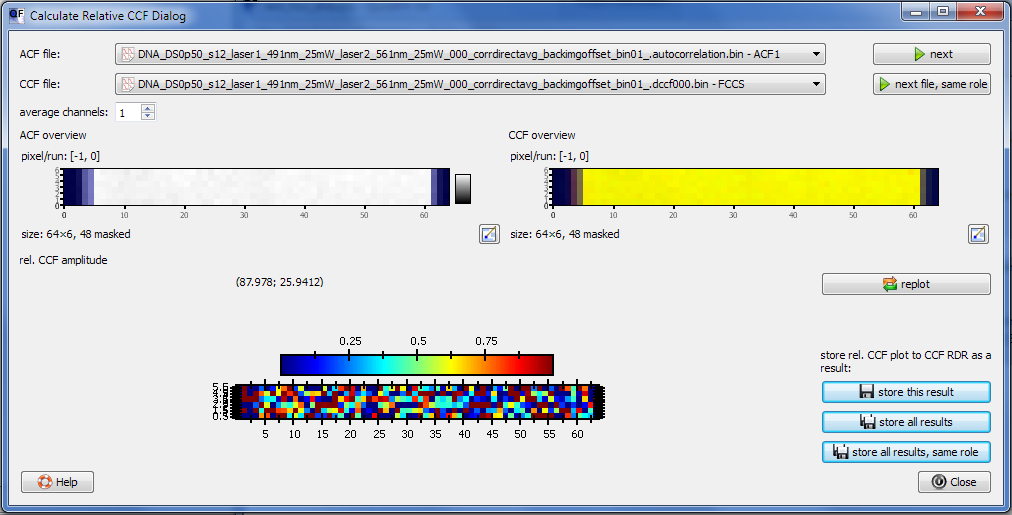 QF Calculate Relative CCF Dialog
ACF file: DNA_DS0p50_s12_laser1_491nm_25mW_laser2_561nm_25mW_000_corrdirectavg_backimgoffset_bin01_.autocorrelation.bin - ACF1 next
CCF file: DNA_DS0p50_s12_laser1_491nm_25mW_laser2_561nm_25mW_000_corrdirectavg_backimgoffset_bin01_.dccf000.bin - FCCS next file, same role
average channels: 1
ACF overview CCF overview
pixel/run: [-1, 0] pixel/run: [-1, 0]
0 10 20 30 40 50 60 0 10 20 30 40 50 60
size: 64×6, 48 masked size: 64×6, 48 masked
rel. CCF amplitude
(87.978; 25.9412) replot
0.25 0.5 0.75
store rel. CCF plot to CCF RDR as a
result:
5.5
0.5
store this result
5 10 15 20 25 30 35 40 45 50 55 60
store all results
store all results, same role
Help Close